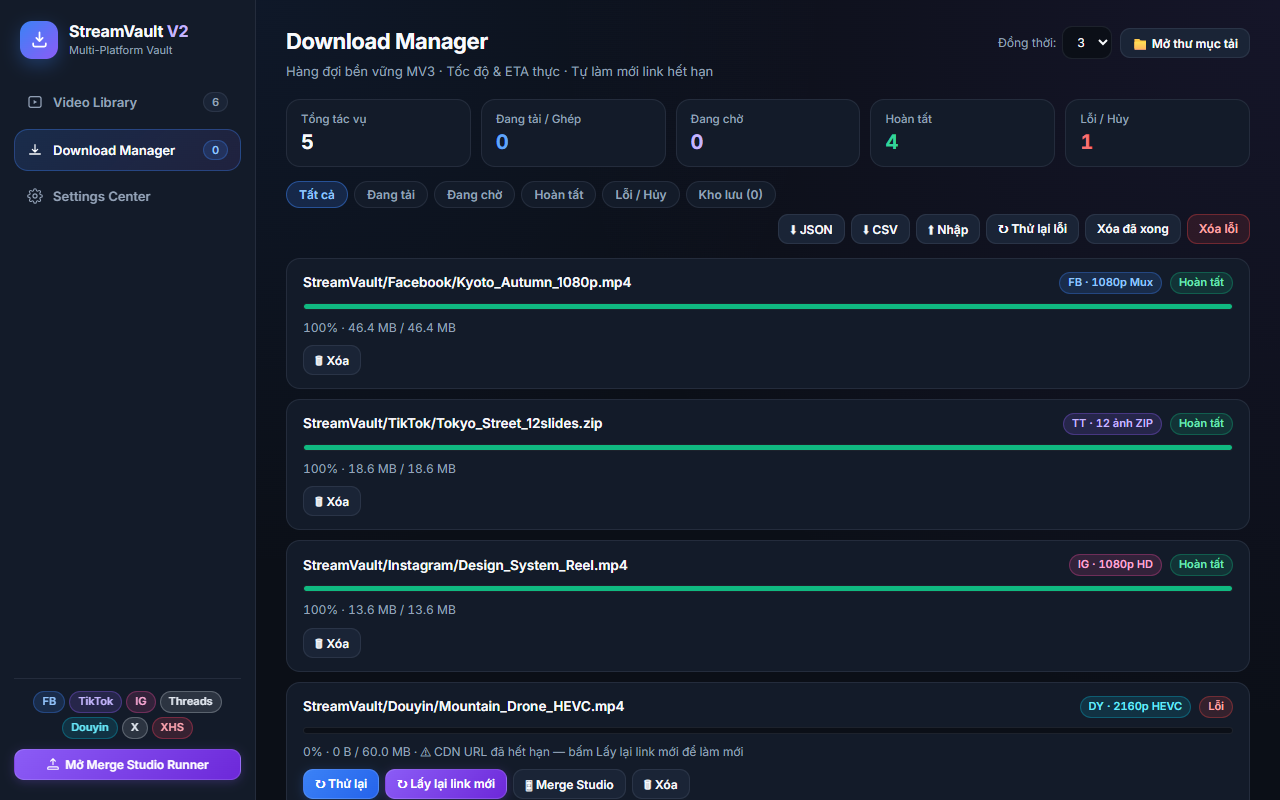 StreamVault V2
Multi-Platform Vault
Video Library 6
Download Manager 0
Settings Center
FB TikTok IG Threads
Douyin X XHS
Mở Merge Studio Runner
Download Manager
Hàng đợi bền vững MV3 · Tốc độ & ETA thực · Tự làm mới link hết hạn
Đồng thời: 3 Mở thư mục tải
Tổng tác vụ
5
Đang tải / Ghép
0
Đang chờ
0
Hoàn tất
4
Lỗi / Hủy
1
Tất cả Đang tải Đang chờ Hoàn tất Lỗi / Hủy Kho lưu (0)
⬇ JSON ⬇ CSV ⬆ Nhập ↻ Thử lại lỗi Xóa đã xong Xóa lỗi
StreamVault/Facebook/Kyoto_Autumn_1080p.mp4 FB · 1080p Mux Hoàn tất
100% · 46.4 MB / 46.4 MB
Xóa
StreamVault/TikTok/Tokyo_Street_12slides.zip TT · 12 ảnh ZIP Hoàn tất
100% · 18.6 MB / 18.6 MB
Xóa
StreamVault/Instagram/Design_System_Reel.mp4 IG · 1080p HD Hoàn tất
100% · 13.6 MB / 13.6 MB
Xóa
StreamVault/Douyin/Mountain_Drone_HEVC.mp4 DY · 2160p HEVC Lỗi
0% · 0 B / 60.0 MB · ⚠ CDN URL đã hết hạn — bấm Lấy lại link mới để làm mới
↻ Thử lại ↻ Lấy lại link mới Merge Studio Xóa